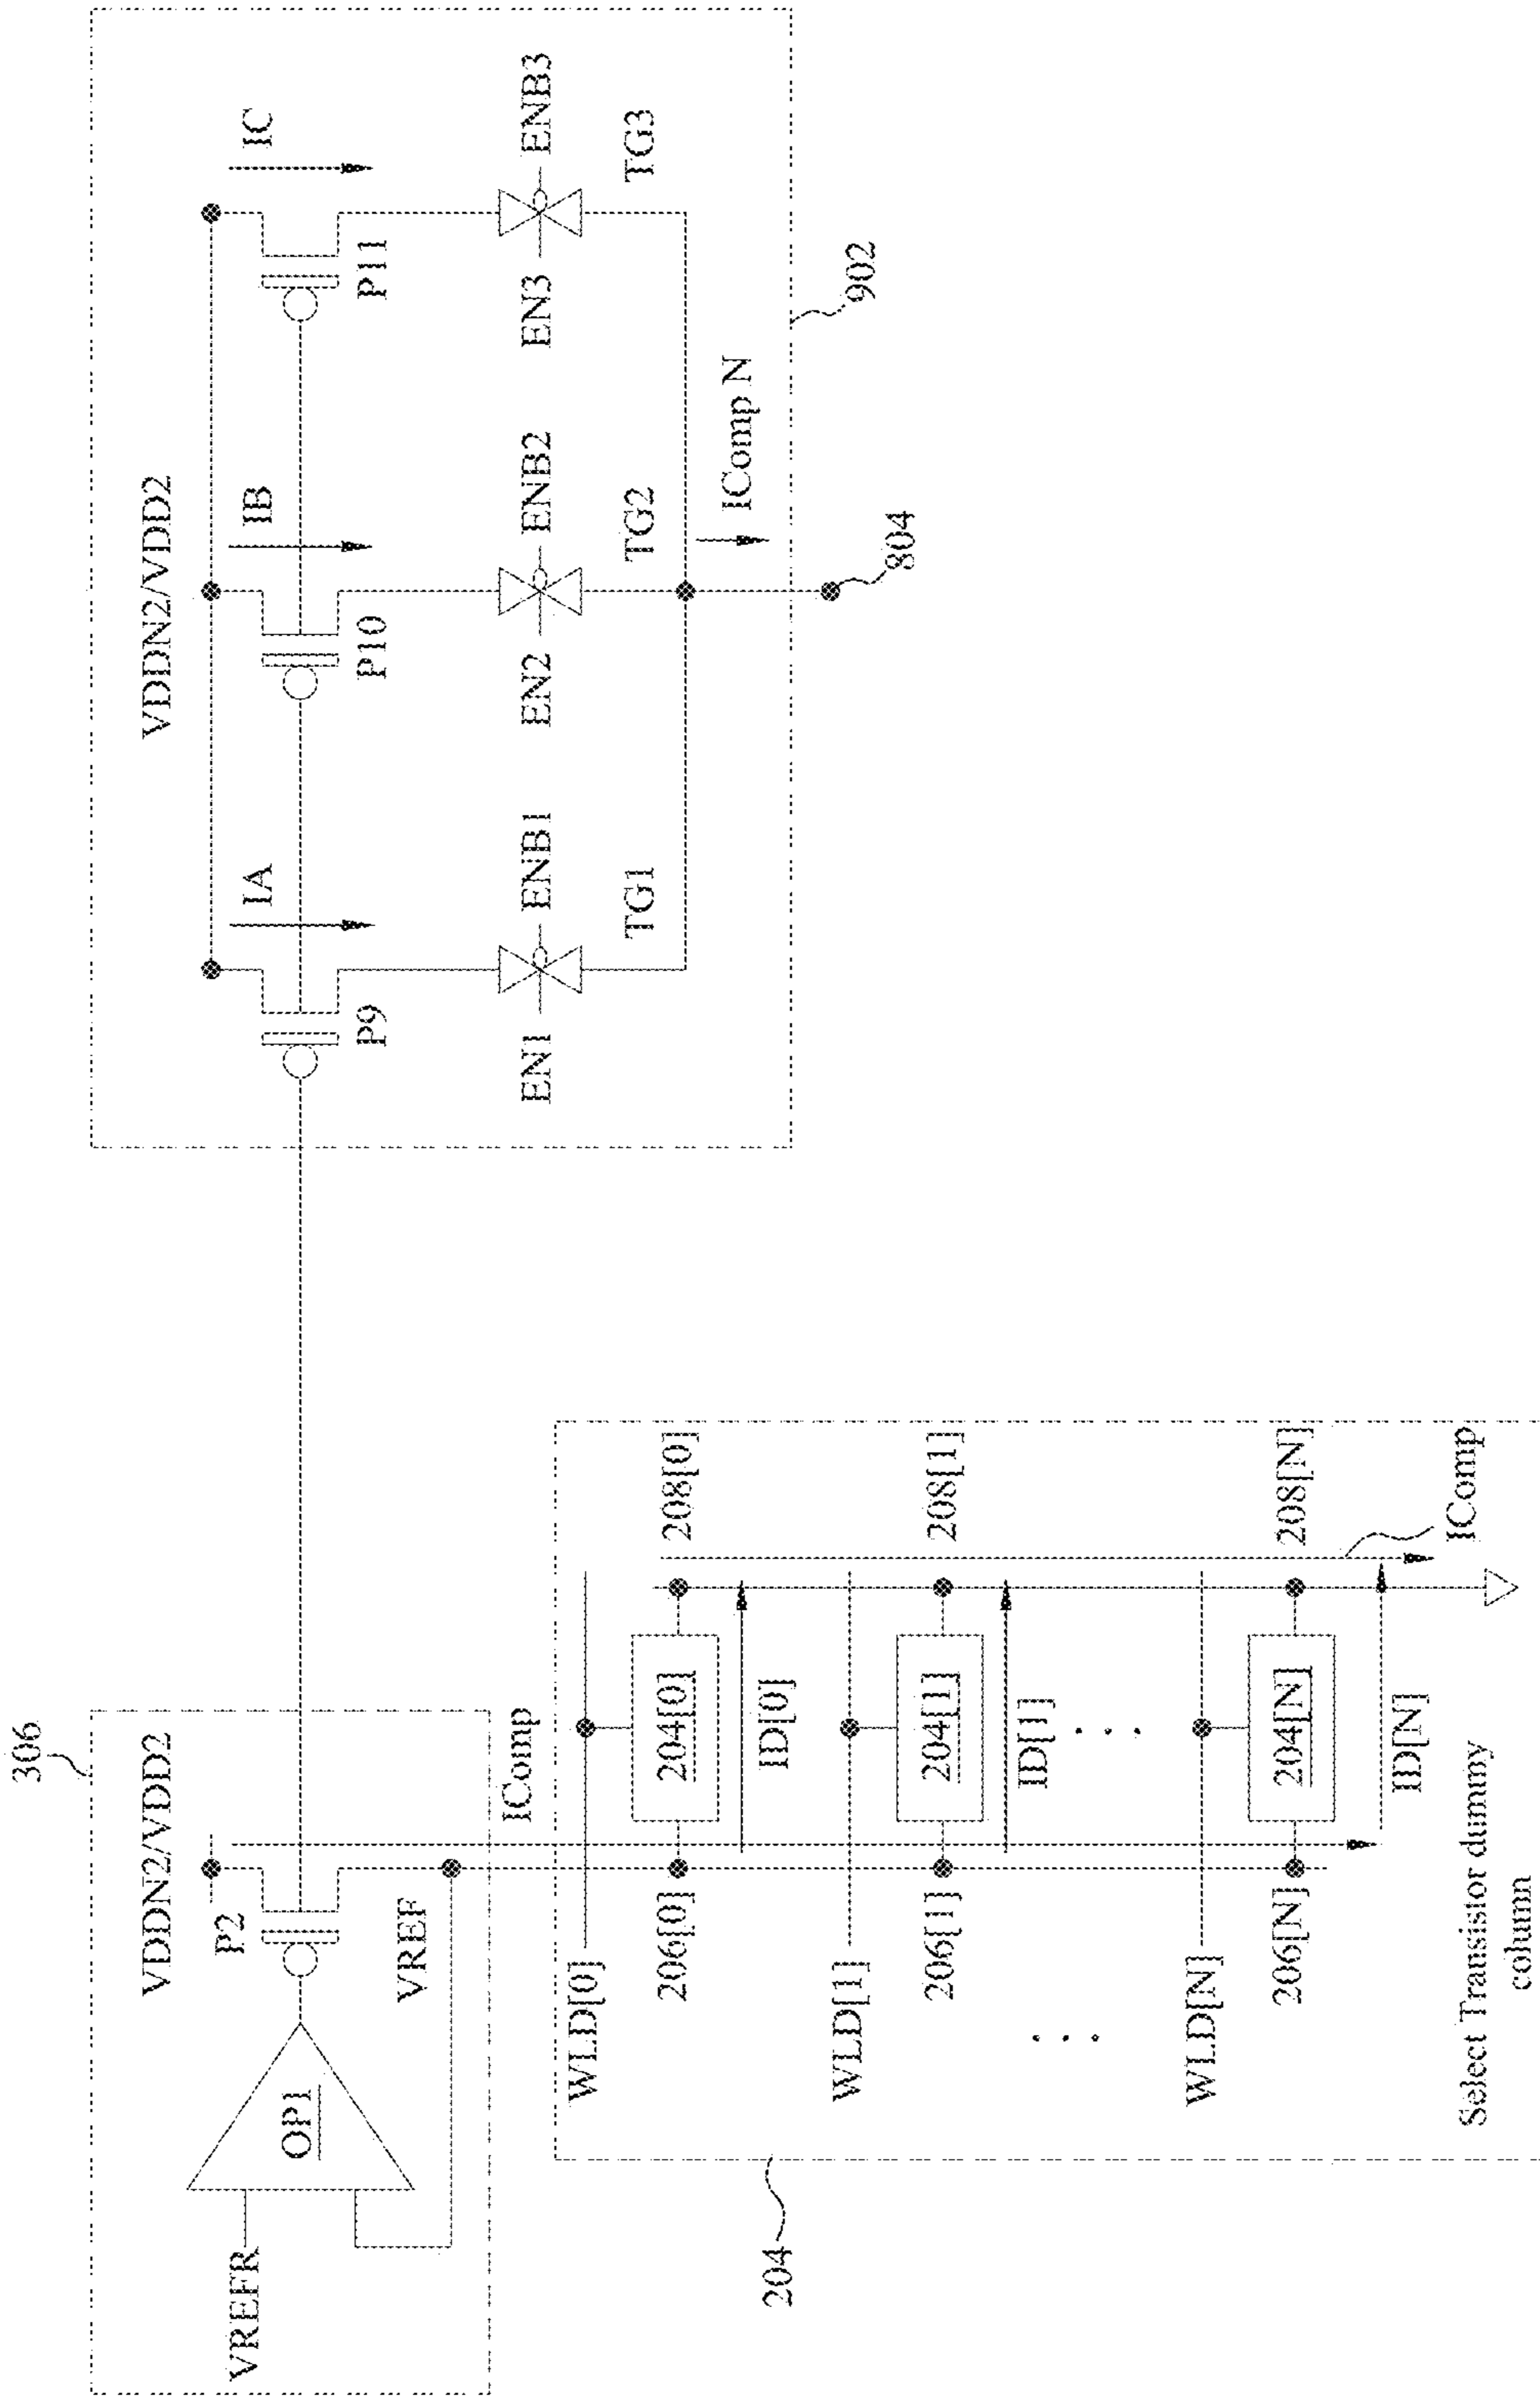 306
VDDN2/VDD2
P2
OP1
VREFR
VREF
IComp
VDDN2/VDD2
IA
IB
IC
P9
P10
P11
EN1
ENB1
EN2
ENB2
EN3
ENB3
TG1
TG2
TG3
IComp N
804
902
204
WLD[0]
206[0]
204[0]
208[0]
ID[0]
WLD[1]
206[1]
204[1]
208[1]
ID[1]
. . .
. . .
WLD[N]
206[N]
204[N]
208[N]
ID[N]
IComp
Select Transistor dummy
column